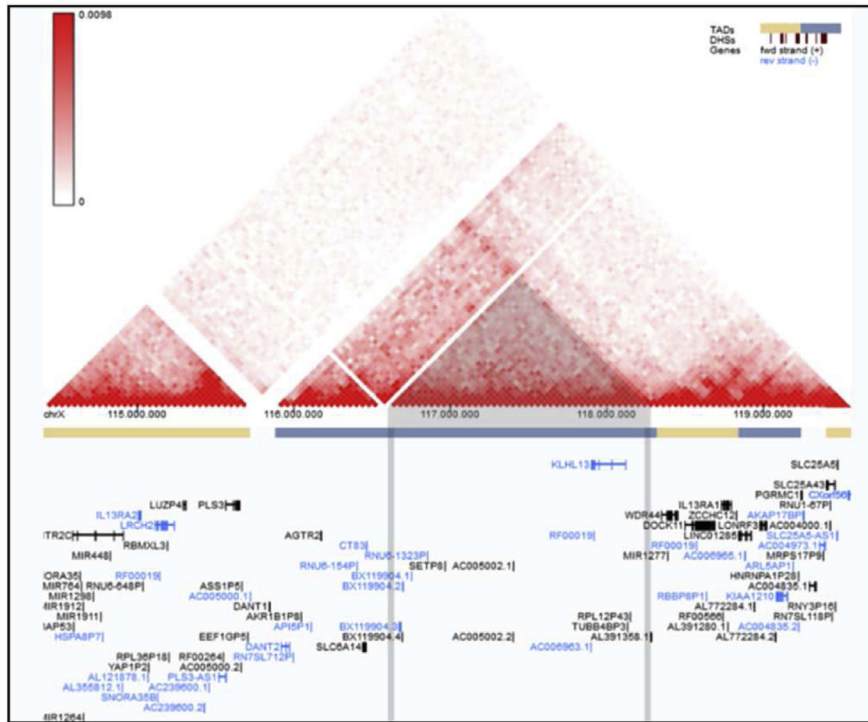 0.0098
0
TADs
DHSs
Genes fwd strand (+)
rev strand (-)
chrX 115.000.000 116.000.000 117.000.000 118.000.000 119.000.000
KLHL13 SLC25A5
SLC25A43
PGRMC1 CXorf56
LUZP4 PLS3 IL13RA1 RNU1-67P
IL13RA2 WDR44 ZCCHC12 AKAP17BP
LRCH2 DOCK11 LONRF3 AC004000.1
HTR2C AGTR2 RF00019 LINC01285 SLC25A5-AS1
RBMXL3 CT83 RF00019 AC004973.1
MIR448 RNU6-1323P MIR1277 AC006965.1 MRPS17P9
RNU6-154P SETP8 AC005002.1 ARL5AP1
RF00019 BX119904.1 HNRNPA1P28
MIR764 RNU6-648P ASS1P5 BX119904.2 AC004835.1
MIR1298 AC005000.1 RBBP8P1 KIAA1210
MIR1912 DANT1 AL772284.1 RNY3P16
MIR1911 AKR1B1P8 RPL12P43 RF00566 RN7SL118P
API5P1 BX119904.3 TUBB4BP3 AL391280.1 AC004835.2
HSPA8P7 EEF1GP5 BX119904.4 AC005002.2 AL391358.1 AL772284.2
DANT2 SLC6A14 AC006963.1
RPL36P18 RF00264 RN7SL712P
YAP1P2 AC005000.2
AL121878.1 PLS3-AS1
AL355812.1 AC239600.1
SNORA35B
AC239600.2
MIR1264